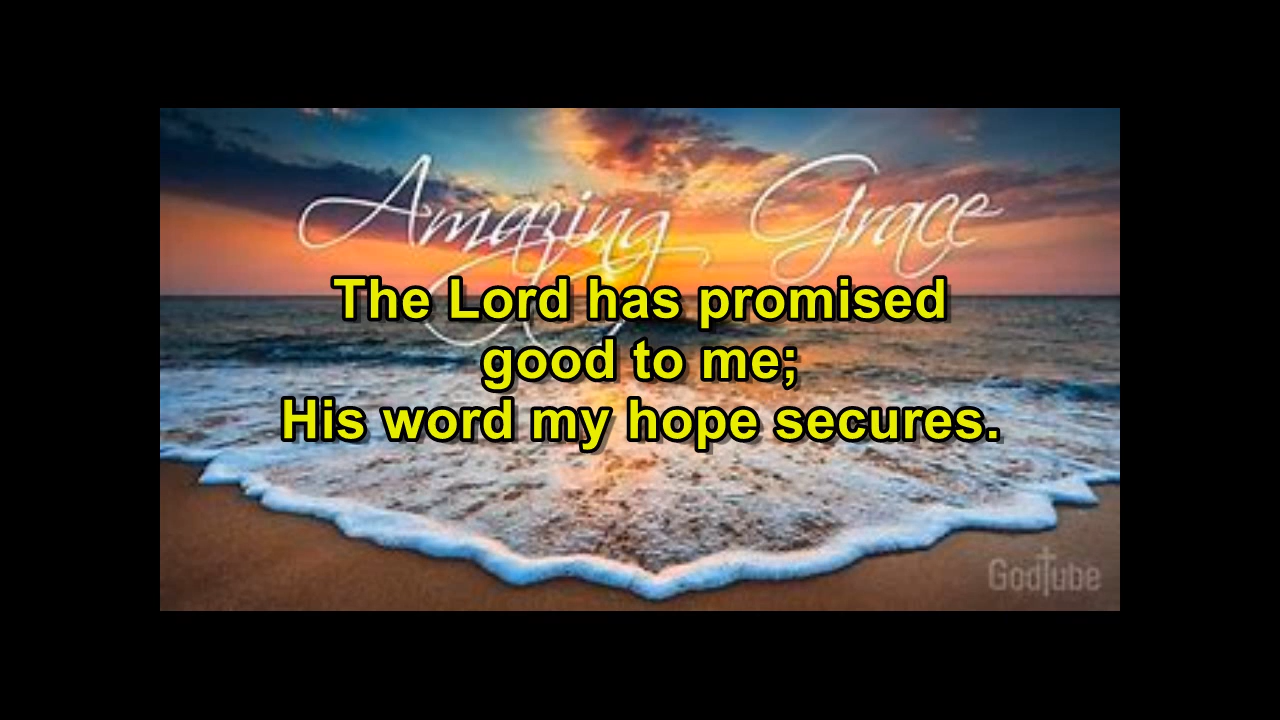 Amazing Grace
The Lord has promised
good to me;
His word my hope secures.
GodTube